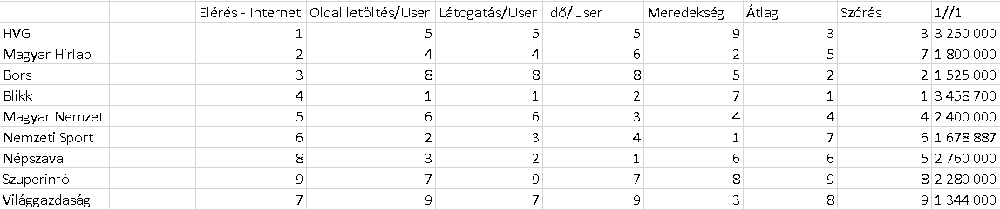 Elérés - Internet Oldal letöltés/User Látogatás/User Idő/User Meredekség Átlag Szórás 1//1
HVG 1 5 5 5 9 3 3 3 250 000
Magyar Hírlap 2 4 4 6 2 5 7 1 800 000
Bors 3 8 8 8 5 2 2 1 525 000
Blikk 4 1 1 2 7 1 1 3 458 700
Magyar Nemzet 5 6 6 3 4 4 4 2 400 000
Nemzeti Sport 6 2 3 4 1 7 6 1 678 887
Népszava 8 3 2 1 6 6 5 2 760 000
Szuperinfó 9 7 9 7 8 9 8 2 280 000
Világgazdaság 7 9 7 9 3 8 9 1 344 000